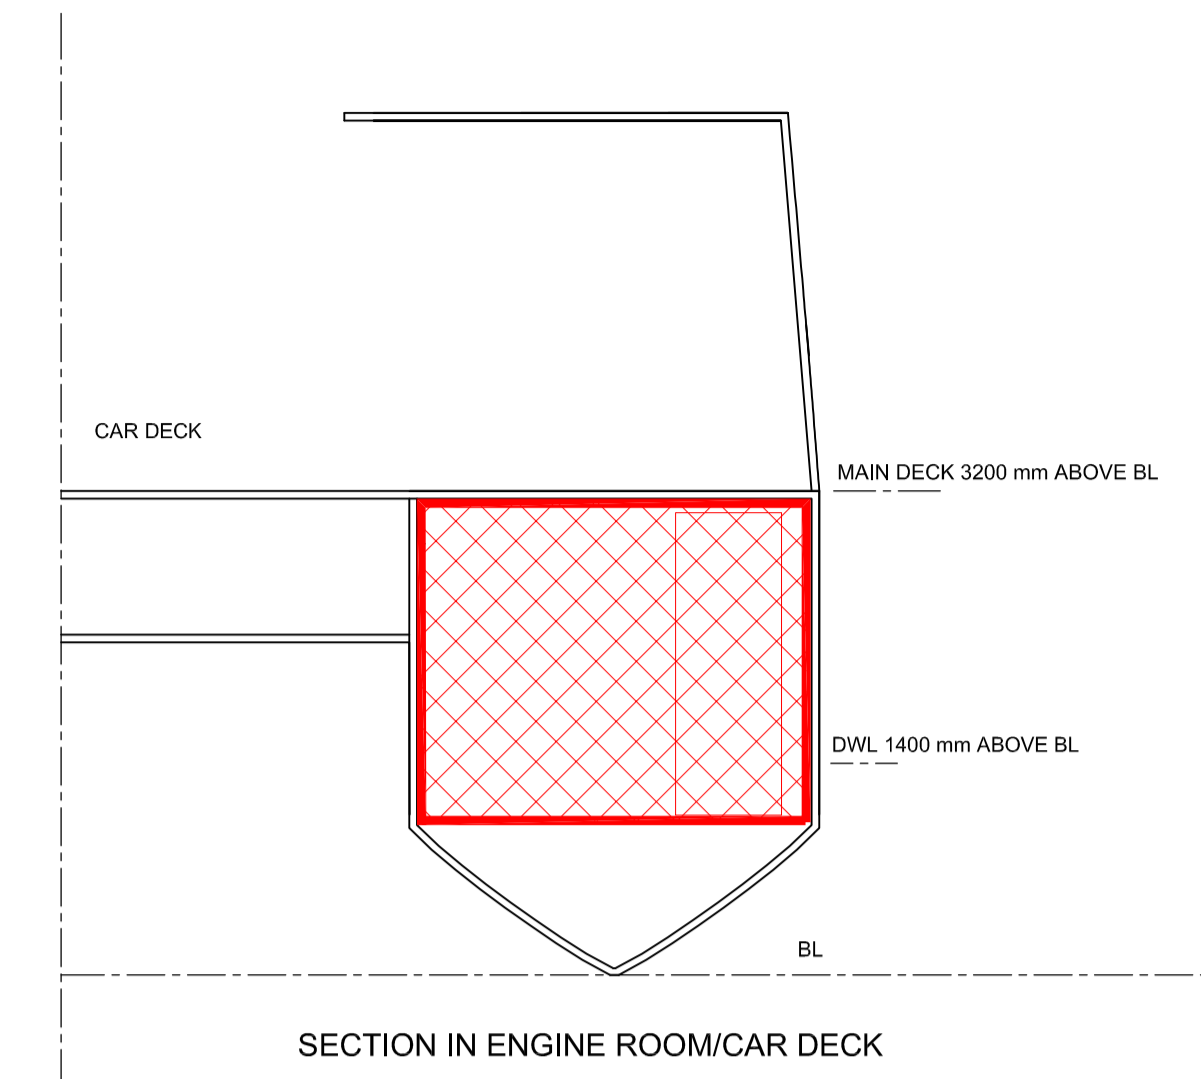 CAR DECK
MAIN DECK 3200 mm ABOVE BL
DWL 1400 mm ABOVE BL
BL
SECTION IN ENGINE ROOM/CAR DECK